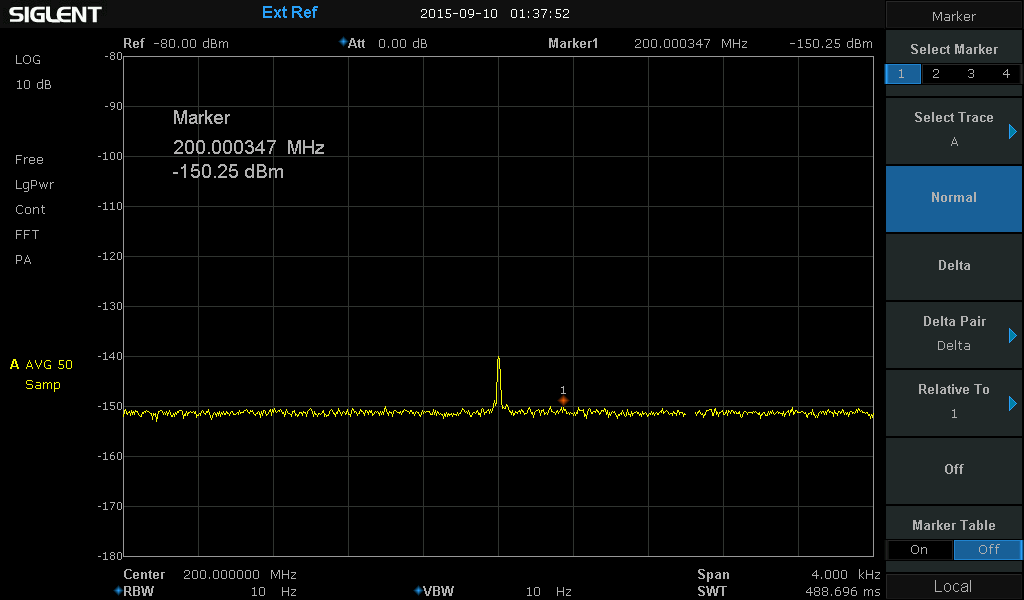 SIGLENT Ext Ref 2015-09-10 01:37:52 Marker
Ref -80.00 dBm Att 0.00 dB Marker1 200.000347 MHz -150.25 dBm
LOG
10 dB
Free
LgPwr
Cont
FFT
PA
A AVG 50
Samp
-80
-90
-100
-110
-120
-130
-140
-150
-160
-170
-180
Marker
200.000347 MHz
-150.25 dBm
1
Center 200.000000 MHz Span 4.000 kHz
RBW 10 Hz VBW 10 Hz SWT 488.696 ms
Select Marker
1 2 3 4
Select Trace
A
Normal
Delta
Delta Pair
Delta
Relative To
1
Off
Marker Table
On Off
Local